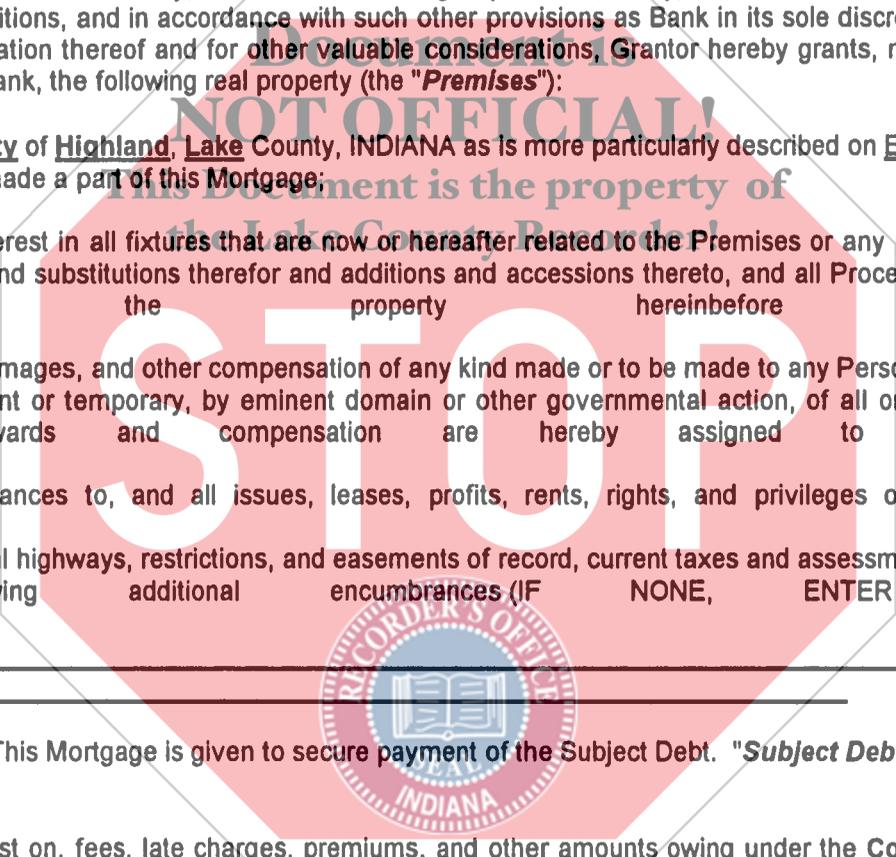 itions, and in accordance with such other provisions as Bank in its sole discr
ation thereof and for other valuable considerations, Grantor hereby grants,
ank, the following real property (the "Premises"):
Document is
NOT OFFICIAL!
This Document is the property of
the Lake County Recorder!
y of Highland, Lake County, INDIANA as is more particularly described on E
ade a part of this Mortgage;
erest in all fixtures that are now or hereafter related to the Premises or any
nd substitutions therefor and additions and accessions thereto, and all Proce
the property hereinbefore
STOP
mages, and other compensation of any kind made or to be made to any Perso
nt or temporary, by eminent domain or other governmental action, of all o
wards and compensation are hereby assigned to
ances to, and all issues, leases, profits, rents, rights, and privileges o
l highways, restrictions, and easements of record, current taxes and assessm
ving additional encumbrances (IF NONE, ENTER
RECORDER'S OFFICE
SEAL
INDIANA
This Mortgage is given to secure payment of the Subject Debt. "Subject Deb
st on, fees, late charges, premiums, and other amounts owing under the Co